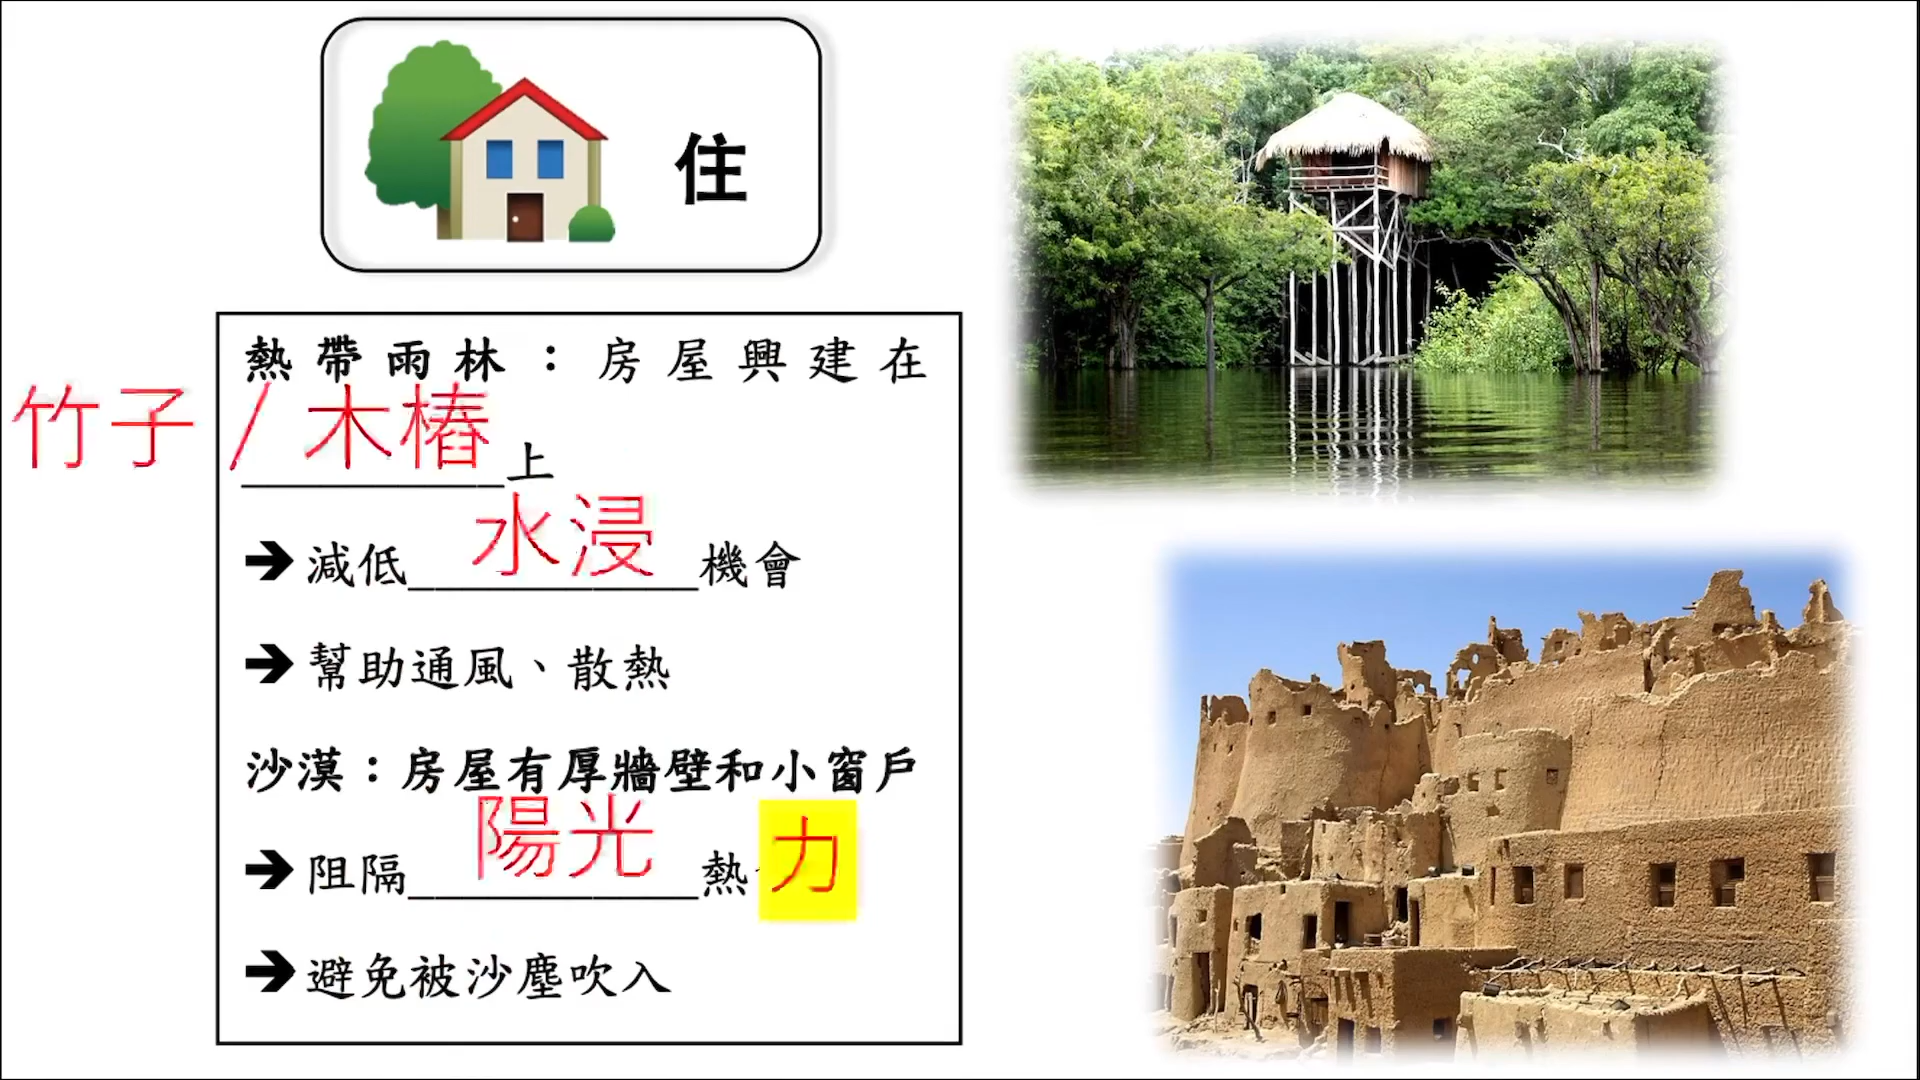 住
熱帶雨林：房屋興建在
竹子/木樁上
➔減低水浸機會
➔幫助通風、散熱
沙漠：房屋有厚牆壁和小窗戶
➔阻隔陽光熱力
➔避免被沙塵吹入